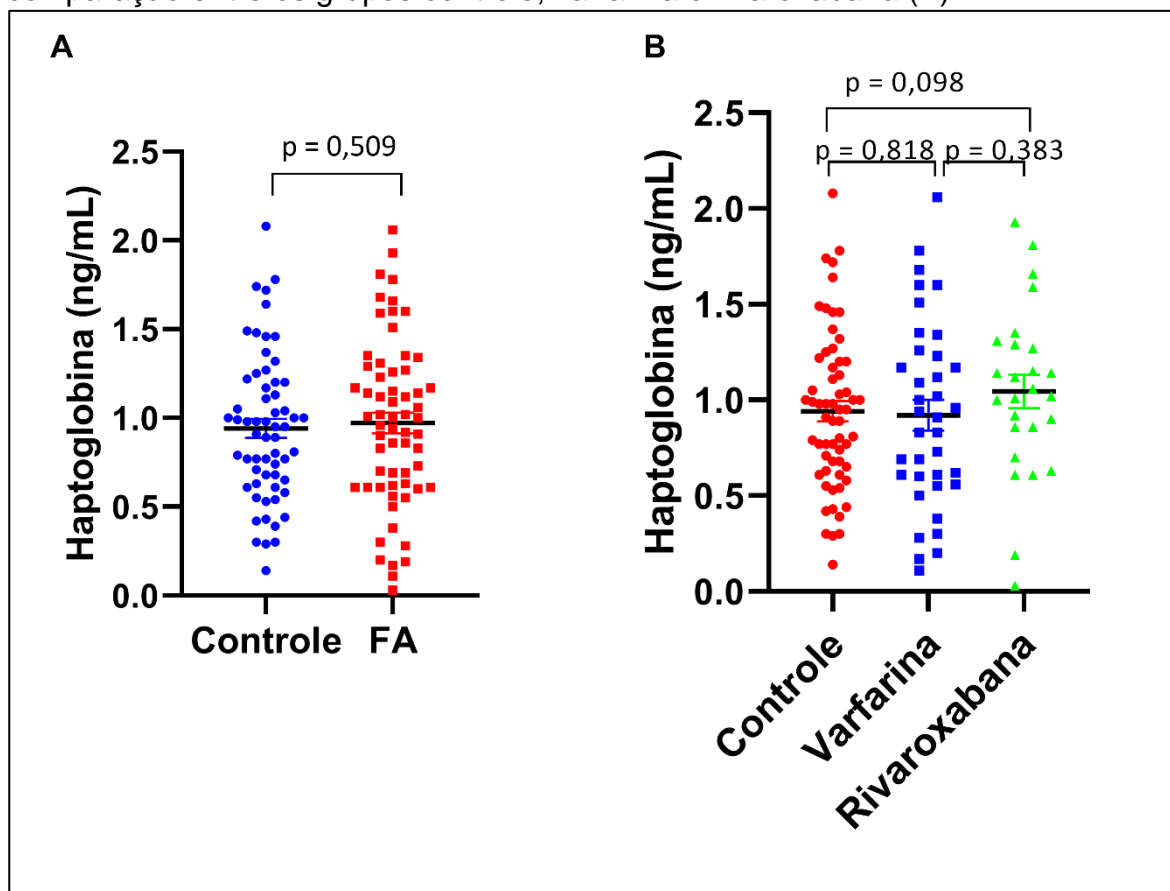 A
p = 0,509
Haptoglobina (ng/mL)
2.5
2.0
1.5
1.0
0.5
0.0
Controle FA
B
p = 0,098
p = 0,818 p = 0,383
Haptoglobina (ng/mL)
2.5
2.0
1.5
1.0
0.5
0.0
Controle
Varfarina
Rivaroxabana